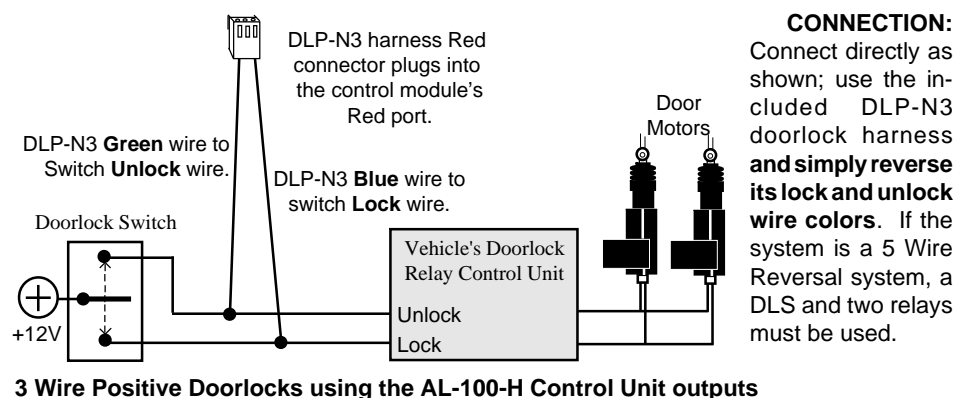 DLP-N3 harness Red
connector plugs into
the control module's
Red port.
DLP-N3 Green wire to
Switch Unlock wire.
DLP-N3 Blue wire to
switch Lock wire.
Doorlock Switch
+12V
Vehicle's Doorlock
Relay Control Unit
Unlock
Lock
Door
Motors
CONNECTION:
Connect directly as
shown; use the in-
cluded DLP-N3
doorlock harness
and simply reverse
its lock and unlock
wire colors. If the
system is a 5 Wire
Reversal system, a
DLS and two relays
must be used.
3 Wire Positive Doorlocks using the AL-100-H Control Unit outputs